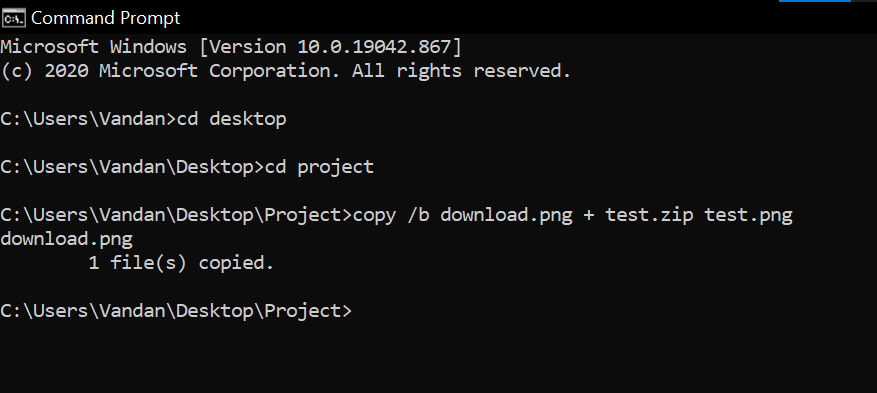 Command Prompt
Microsoft Windows [Version 10.0.19042.867]
(c) 2020 Microsoft Corporation. All rights reserved.
C:\Users\Vandan>cd desktop
C:\Users\Vandan\Desktop>cd project
C:\Users\Vandan\Desktop\Project>copy /b download.png + test.zip test.png
download.png
1 file(s) copied.
C:\Users\Vandan\Desktop\Project>